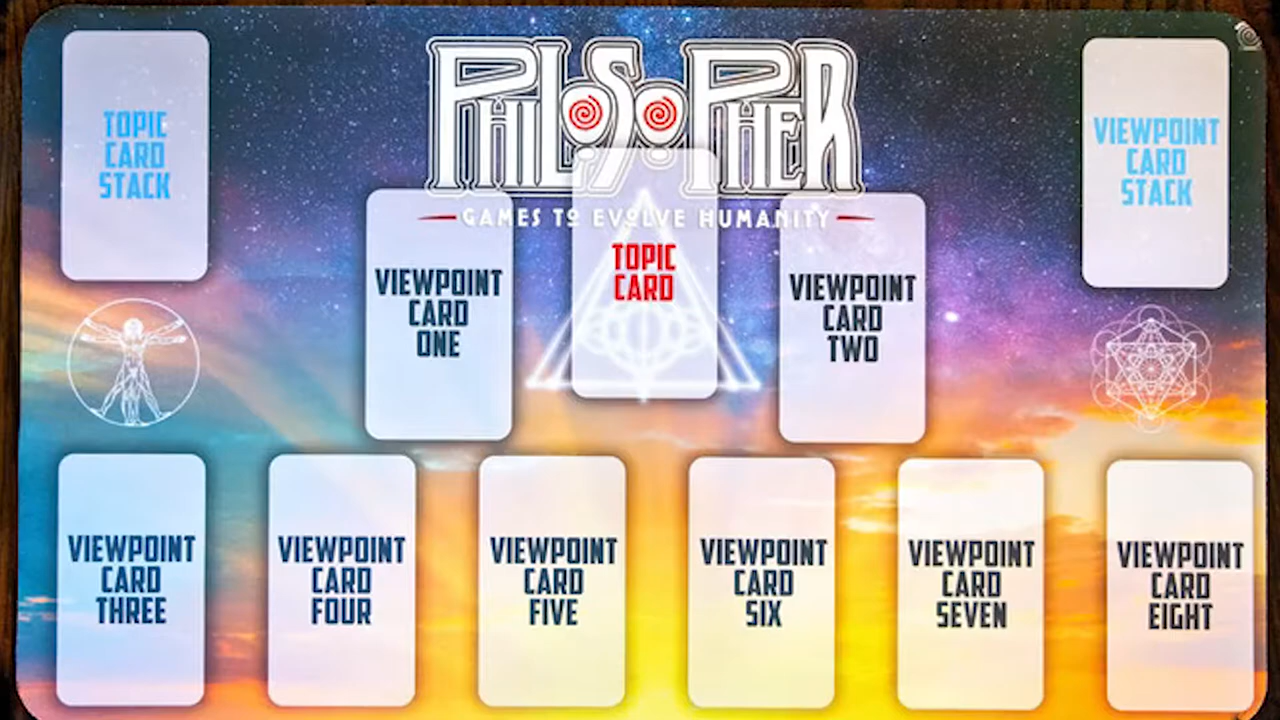 PHILOSOPHER
GAMES TO EVOLVE HUMANITY
TOPIC
CARD
STACK
VIEWPOINT
CARD
STACK
VIEWPOINT
CARD
ONE
TOPIC
CARD
VIEWPOINT
CARD
TWO
VIEWPOINT
CARD
THREE
VIEWPOINT
CARD
FOUR
VIEWPOINT
CARD
FIVE
VIEWPOINT
CARD
SIX
VIEWPOINT
CARD
SEVEN
VIEWPOINT
CARD
EIGHT